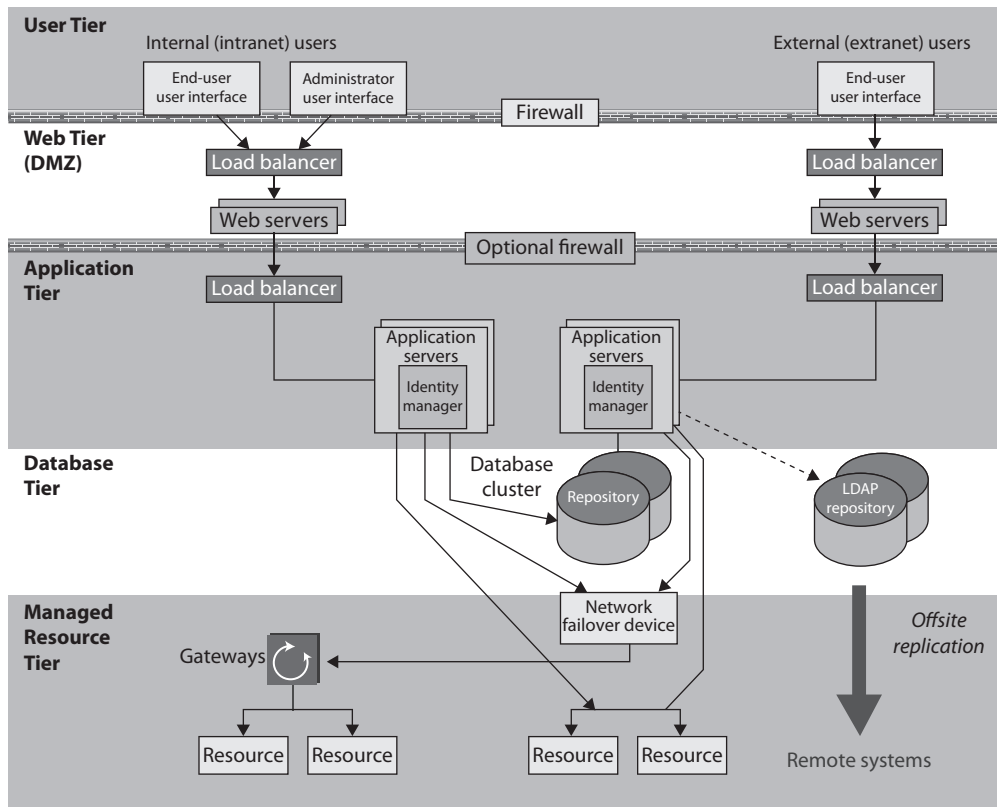 User Tier
Internal (intranet) users
External (extranet) users
End-user
user interface
Administrator
user interface
End-user
user interface
Firewall
Web Tier
(DMZ)
Load balancer
Load balancer
Web servers
Web servers
Optional firewall
Application
Tier
Load balancer
Load balancer
Application
servers
Identity
manager
Application
servers
Identity
manager
Database
Tier
Database
cluster
Repository
LDAP
repository
Managed
Resource
Tier
Network
failover device
Offsite
replication
Gateways
Resource
Resource
Resource
Resource
Remote systems